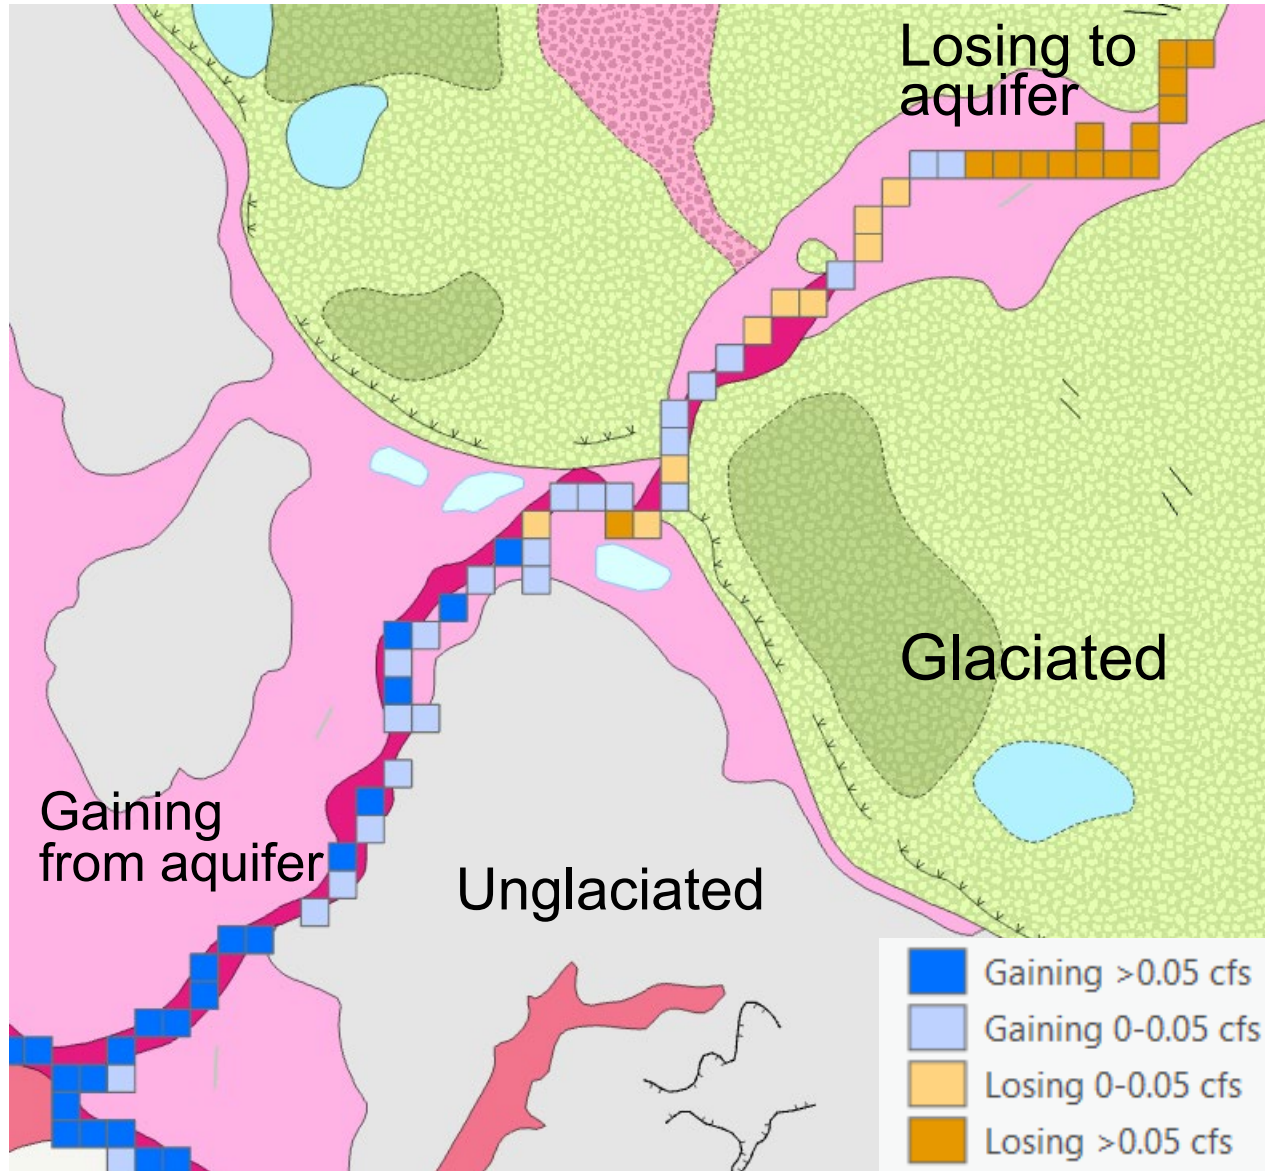 Losing to
aquifer
Glaciated
Gaining
from aquifer
Unglaciated
Gaining >0.05 cfs
Gaining 0-0.05 cfs
Losing 0-0.05 cfs
Losing >0.05 cfs